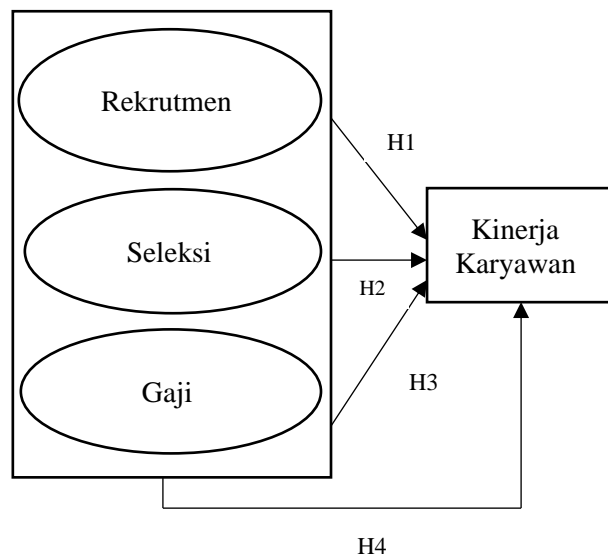 Rekrutmen
H1
Seleksi
H2
Kinerja
Karyawan
Gaji
H3
H4